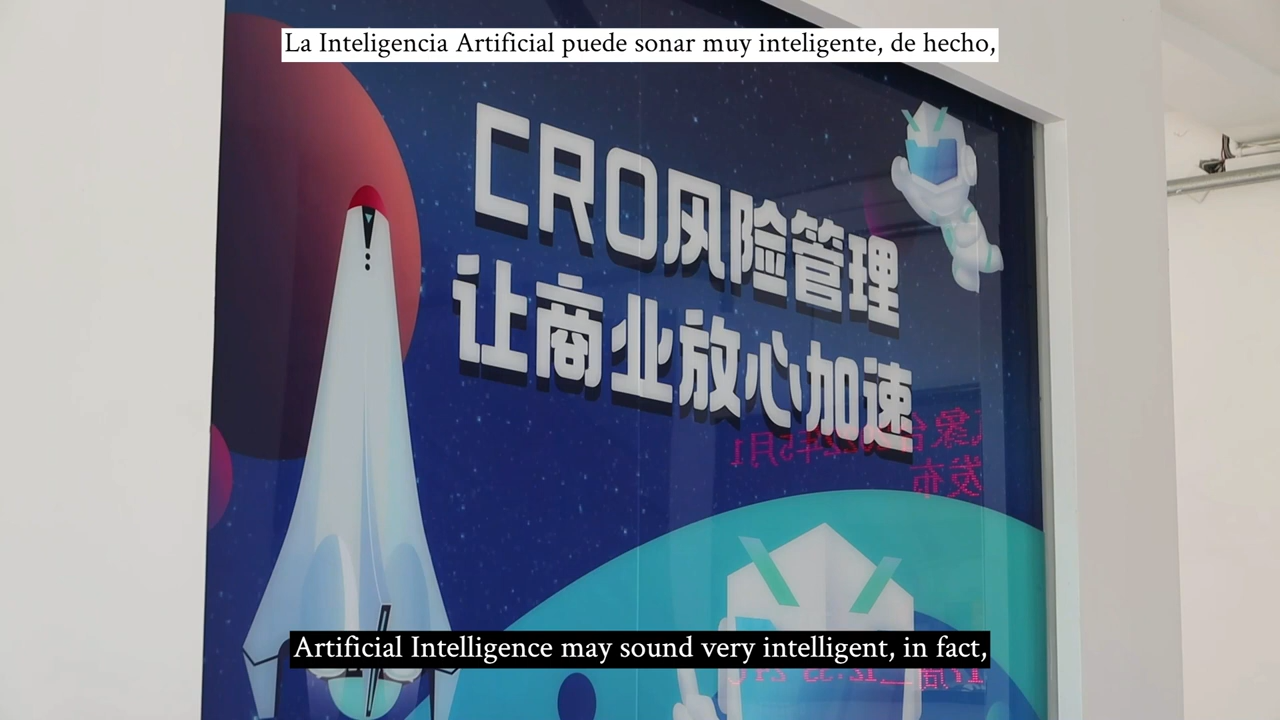 La Inteligencia Artificial puede sonar muy inteligente, de hecho,
CRO风险管理
让商业放心加速
Artificial Intelligence may sound very intelligent, in fact,